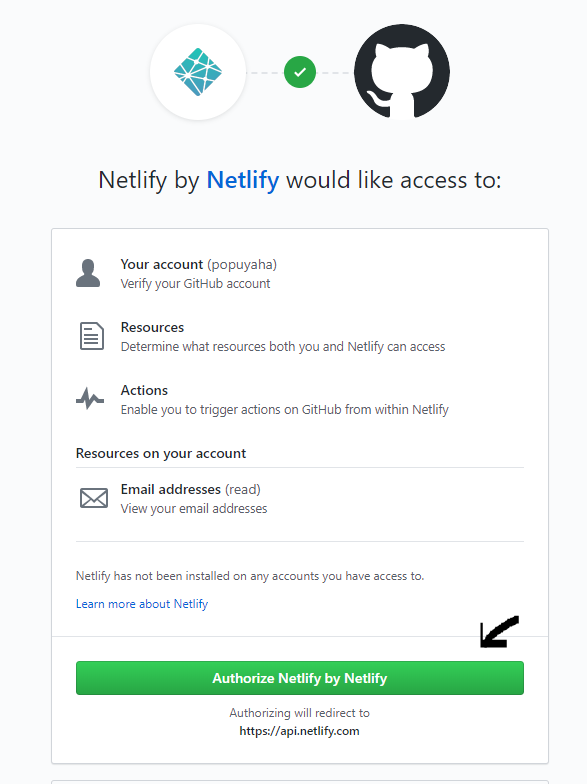 Netlify by Netlify would like access to:
Your account (popuyaha)
Verify your GitHub account
Resources
Determine what resources both you and Netlify can access
Actions
Enable you to trigger actions on GitHub from within Netlify
Resources on your account
Email addresses (read)
View your email addresses
Netlify has not been installed on any accounts you have access to.
Learn more about Netlify
Authorize Netlify by Netlify
Authorizing will redirect to
https://api.netlify.com